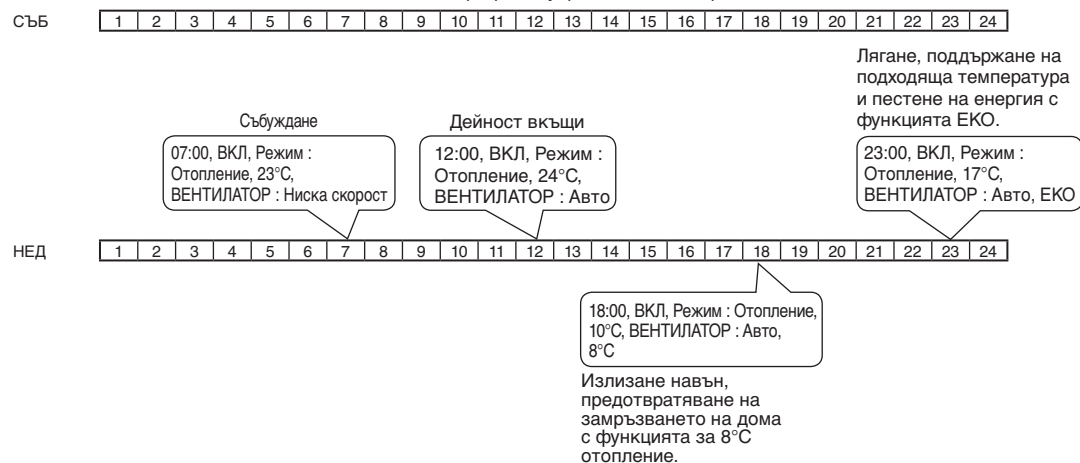 СЪБ 1 2 3 4 5 6 7 8 9 10 11 12 13 14 15 16 17 18 19 20 21 22 23 24
Лягане, поддържане на
подходяща температура
и пестене на енергия с
функцията ЕКО.
Събуждане
07:00, ВКЛ, Режим :
Отопление, 23°C,
ВЕНТИЛАТОР : Ниска скорост
Дейност вкъщи
12:00, ВКЛ, Режим :
Отопление, 24°C,
ВЕНТИЛАТОР : Авто
23:00, ВКЛ, Режим :
Отопление, 17°C,
ВЕНТИЛАТОР : Авто, ЕКО
НЕД 1 2 3 4 5 6 7 8 9 10 11 12 13 14 15 16 17 18 19 20 21 22 23 24
18:00, ВКЛ, Режим : Отопление,
10°C, ВЕНТИЛАТОР : Авто,
8°C
Излизане навън,
предотвратяване на
замръзването на дома
с функцията за 8°C
отопление.